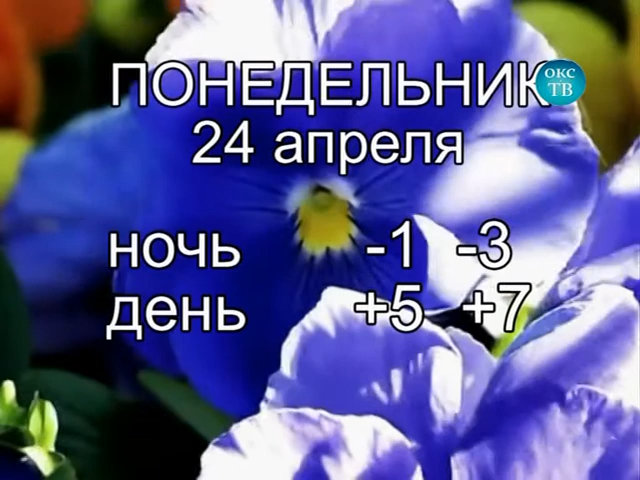 ПОНЕДЕЛЬНИК
ОКС
ТВ
24 апреля
ночь -1 -3
день +5 +7